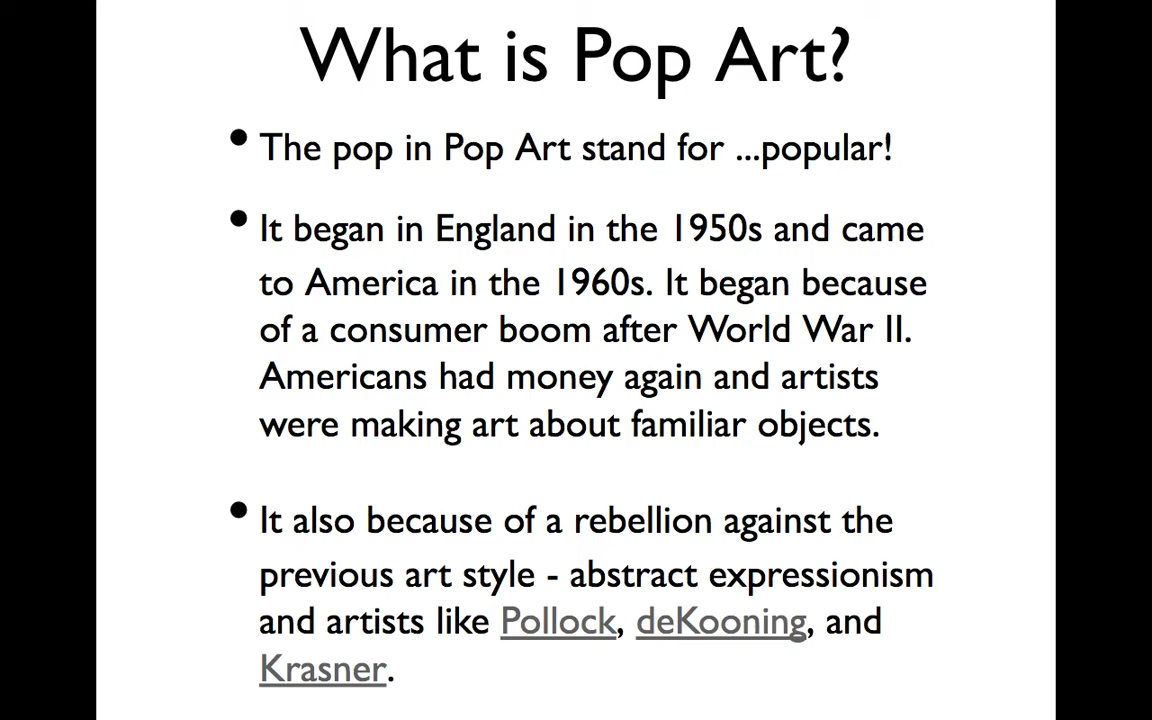 What is Pop Art?
• The pop in Pop Art stand for ...popular!
• It began in England in the 1950s and came
to America in the 1960s. It began because
of a consumer boom after World War II.
Americans had money again and artists
were making art about familiar objects.
• It also because of a rebellion against the
previous art style - abstract expressionism
and artists like Pollock, deKooning, and
Krasner.